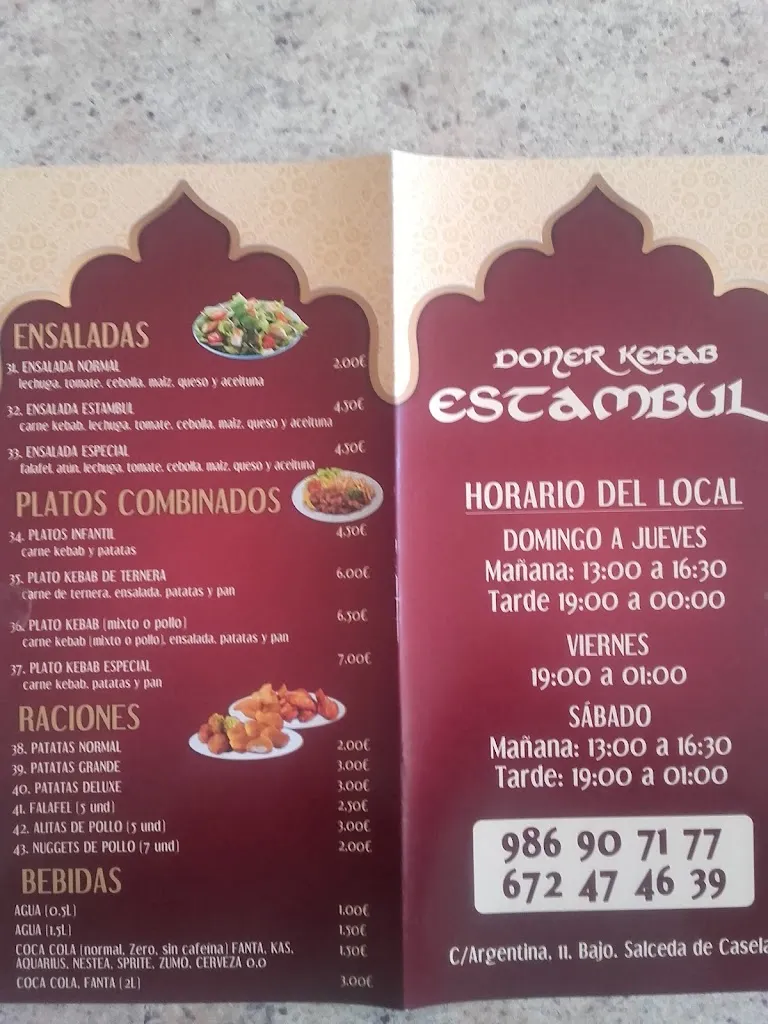 ENSALADAS
31. ENSALADA NORMAL 2.00€
lechuga, tomate, cebolla, maiz, queso y aceituna
32. ENSALADA ESTAMBUL 4.50€
carne kebab, lechuga, tomate, cebolla, maiz, queso y aceituna
33. ENSALADA ESPECIAL 4.50€
falafel, atún, lechuga, tomate, cebolla, maiz, queso y aceituna
PLATOS COMBINADOS
34. PLATOS INFANTIL 4.50€
carne kebab y patatas
35. PLATO KEBAB DE TERNERA 6.00€
carne de ternera, ensalada, patatas y pan
36. PLATO KEBAB (mixto o pollo) 6.50€
carne kebab (mixto o pollo), ensalada, patatas y pan
37. PLATO KEBAB ESPECIAL 7.00€
carne kebab, patatas y pan
RACIONES
38. PATATAS NORMAL 2.00€
39. PATATAS GRANDE 3.00€
40. PATATAS DELUXE 3.00€
41. FALAFEL (5 und) 2.50€
42. ALITAS DE POLLO (5 und) 3.00€
43. NUGGETS DE POLLO (7 und) 2.00€
BEBIDAS
AGUA (0.5L) 1.00€
AGUA (1.5L) 1.50€
COCA COLA (normal, Zero, sin cafeína) FANTA, KAS, 1.50€
AQUARIUS, NESTEA, SPRITE, ZUMO, CERVEZA 0,0
COCA COLA, FANTA (2L) 3.00€
DONER KEBAB
ESTAMBUL
HORARIO DEL LOCAL
DOMINGO A JUEVES
Mañana: 13:00 a 16:30
Tarde 19:00 a 00:00
VIERNES
19:00 a 01:00
SÁBADO
Mañana: 13:00 a 16:30
Tarde: 19:00 a 01:00
986 90 71 77
672 47 46 39
C/Argentina, 11. Bajo. Salceda de Casela